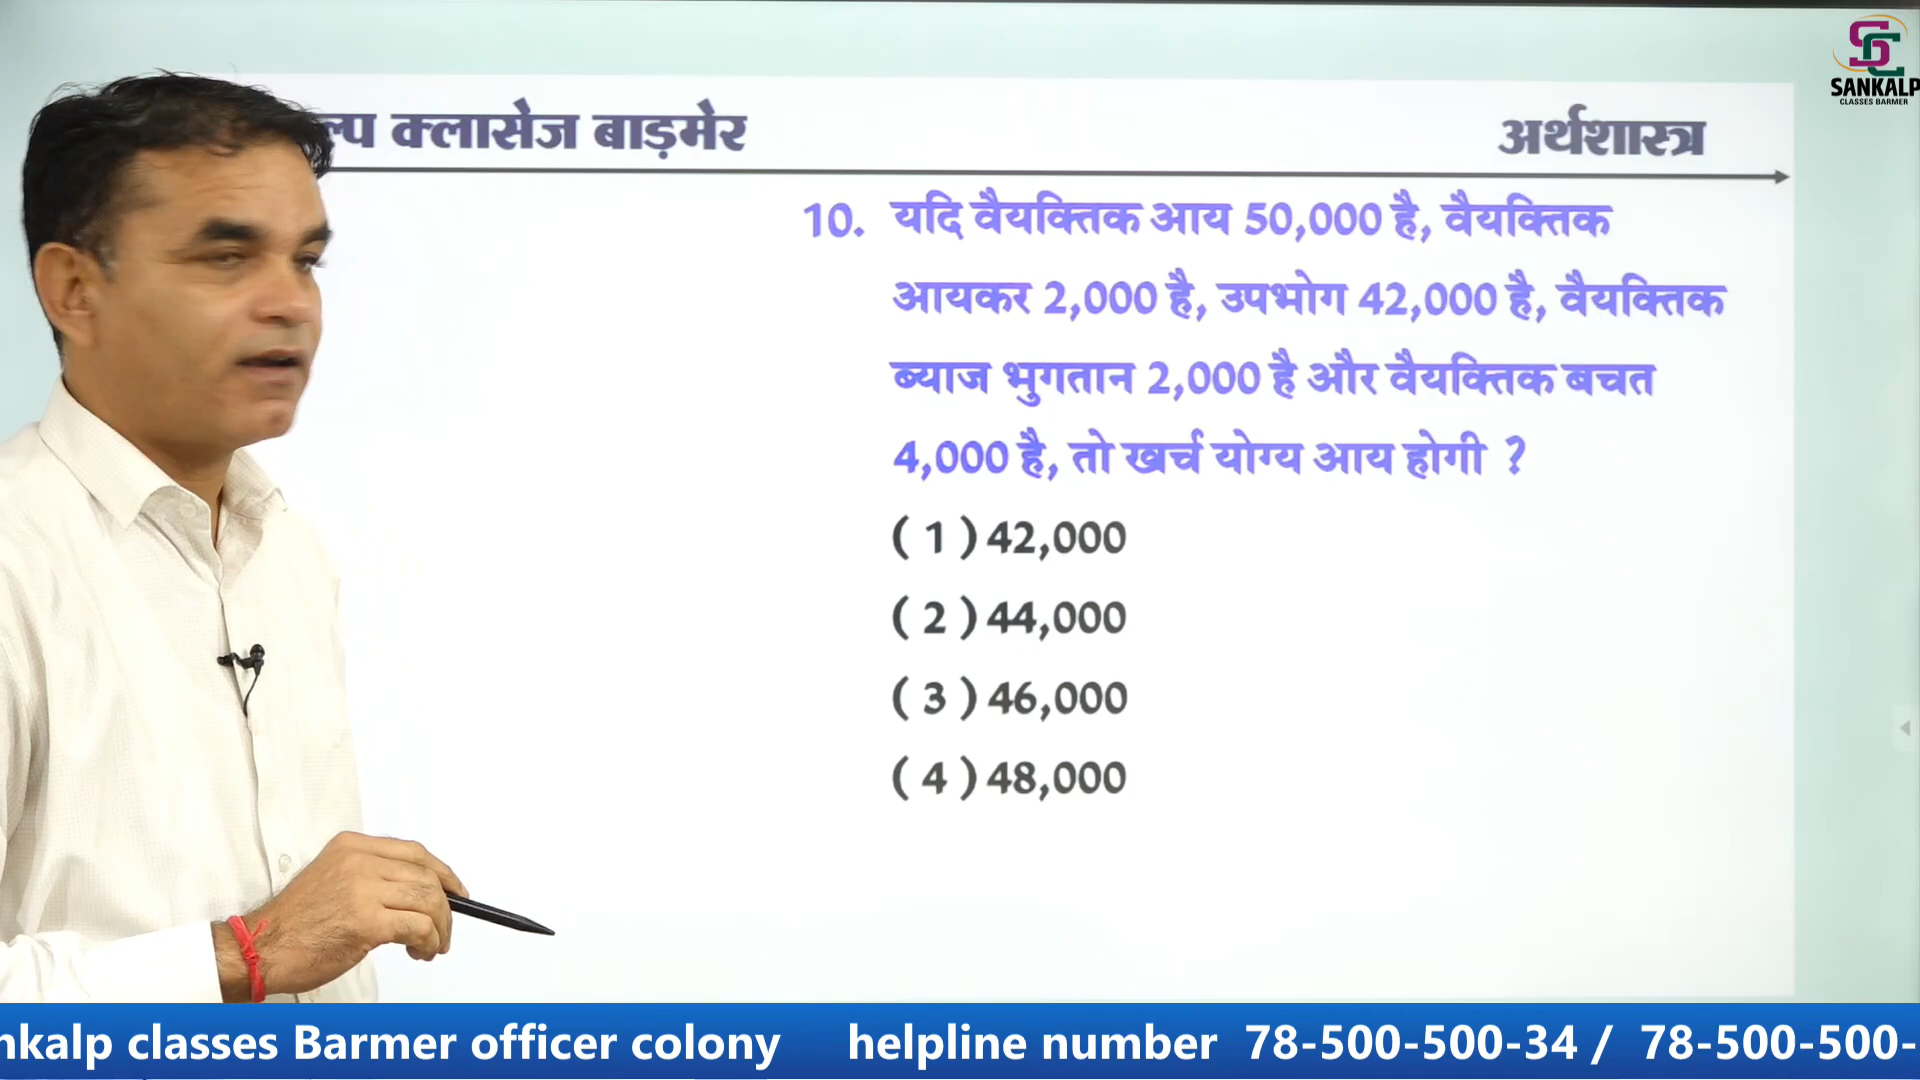 क्लासेज बाड़मेर
अर्थशास्त्र
SANKALP
CLASSES BARMER
10. यदि वैयक्तिक आय 50,000 है, वैयक्तिक
आयकर 2,000 है, उपभोग 42,000 है, वैयक्तिक
ब्याज भुगतान 2,000 है और वैयक्तिक बचत
4,000 है, तो खर्च योग्य आय होगी ?
( 1 ) 42,000
( 2 ) 44,000
( 3 ) 46,000
( 4 ) 48,000
classes Barmer officer colony helpline number 78-500-500-34 / 78-500-500-